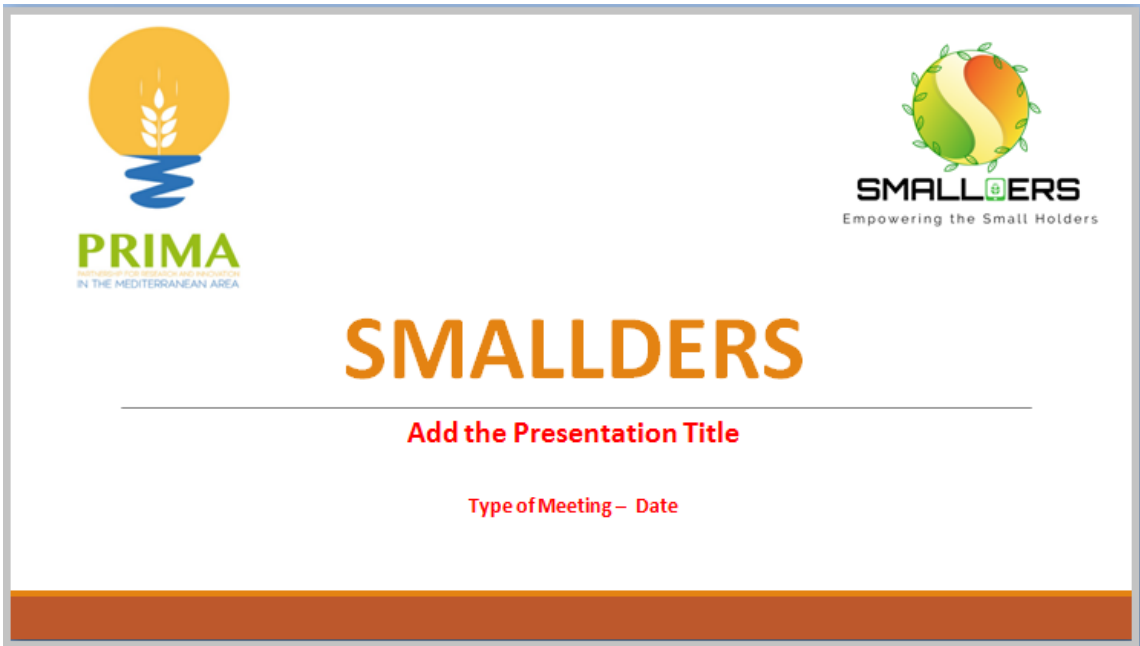 PRIMA
PARTNERSHIP FOR RESEARCH AND INNOVATION
IN THE MEDITERRANEAN AREA
SMALLDERS
Empowering the Small Holders
SMALLDERS
Add the Presentation Title
Type of Meeting – Date